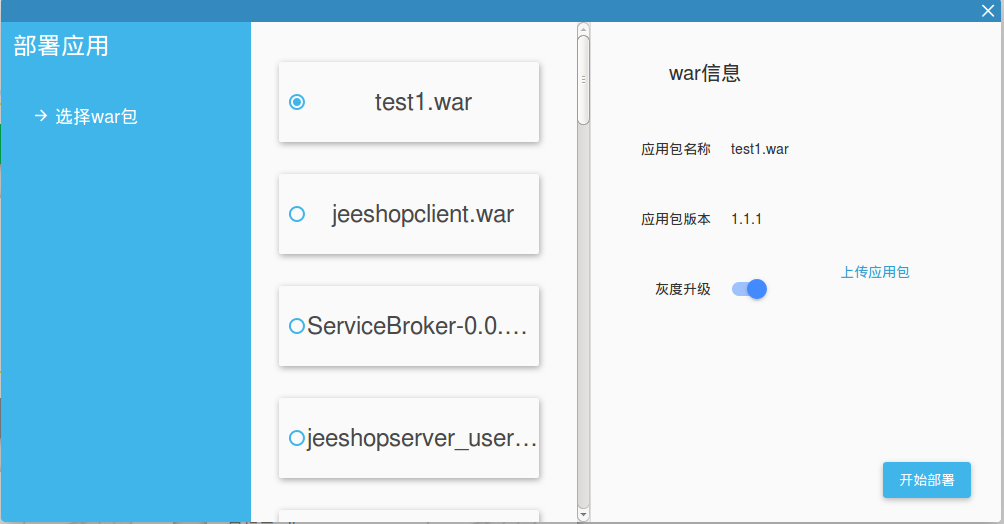 部署应用
选择war包
test1.war
jeeshopclient.war
ServiceBroker-0.0.…
jeeshopserver_user…
war信息
应用包名称 test1.war
应用包版本 1.1.1
上传应用包
灰度升级
开始部署